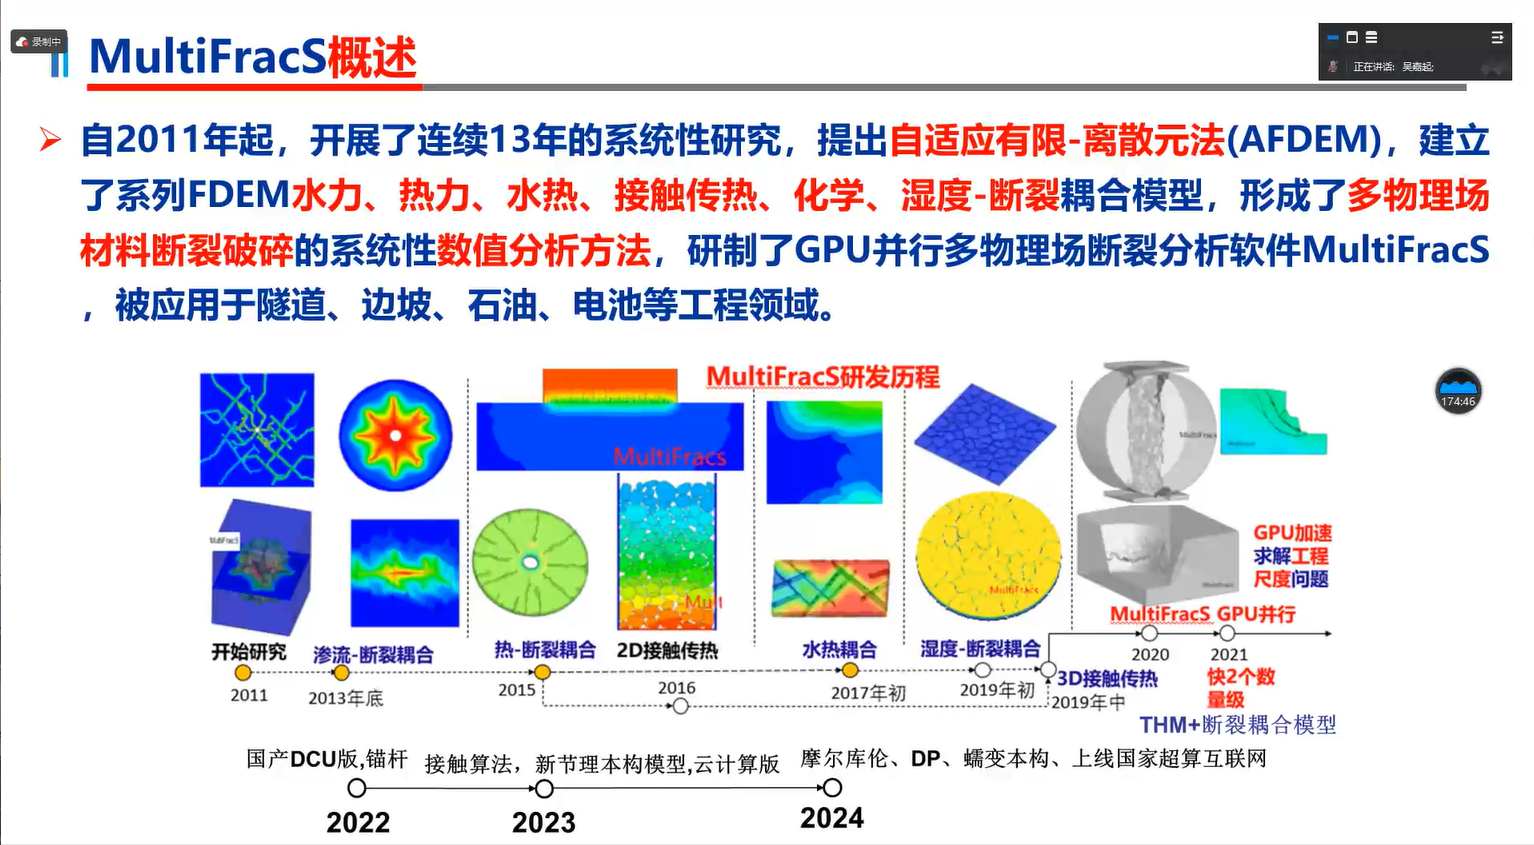 录制中
MultiFracS概述
正在讲话: 吴嘉起;
自2011年起，开展了连续13年的系统性研究，提出自适应有限-离散元法(AFDEM)，建立
了系列FDEM水力、热力、水热、接触传热、化学、湿度-断裂耦合模型，形成了多物理场
材料断裂破碎的系统性数值分析方法，研制了GPU并行多物理场断裂分析软件MultiFracS
，被应用于隧道、边坡、石油、电池等工程领域。
MultiFracS研发历程
174:46
MultiFracs
MultiFracS
MultiFracS
Mult
MultiFracs
GPU加速
求解工程
尺度问题
MultiFracS GPU并行
开始研究
渗流-断裂耦合
热-断裂耦合
2D接触传热
水热耦合
湿度-断裂耦合
3D接触传热
2011
2013年底
2015
2016
2017年初
2019年初
2019年中
2020
2021
快2个数
量级
THM+断裂耦合模型
国产DCU版,锚杆
接触算法，新节理本构模型,云计算版
摩尔库伦、DP、蠕变本构、上线国家超算互联网
2022
2023
2024